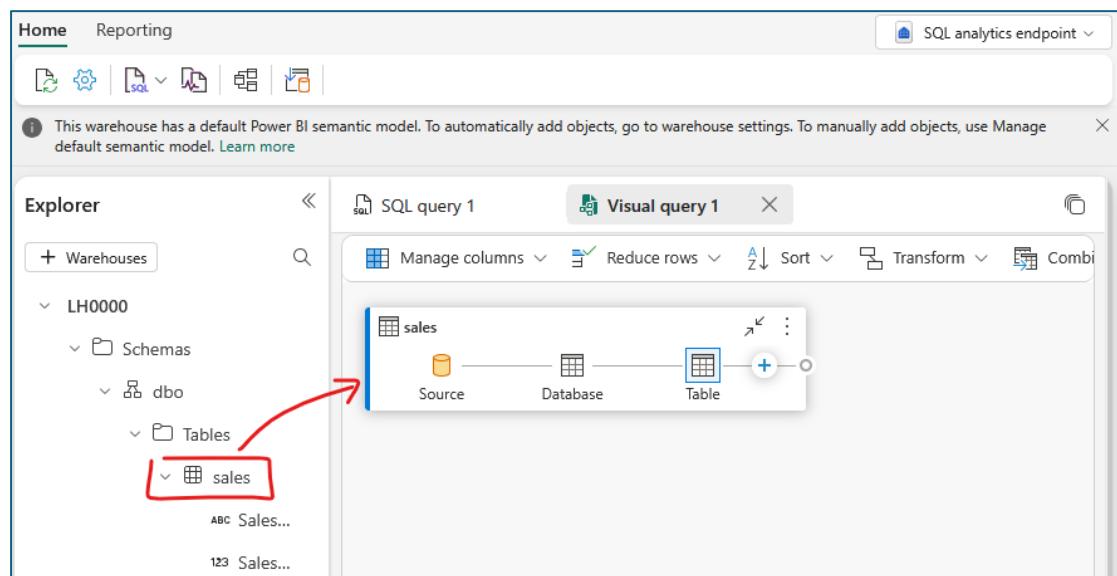 Home Reporting
SQL analytics endpoint
SQL
This warehouse has a default Power BI semantic model. To automatically add objects, go to warehouse settings. To manually add objects, use Manage
default semantic model. Learn more
Explorer
SQL SQL query 1
Visual query 1
+ Warehouses
Manage columns Reduce rows AZ Sort Transform Combi
LH0000
Schemas
dbo
Tables
sales
ABC Sales...
123 Sales...
sales
Source Database Table